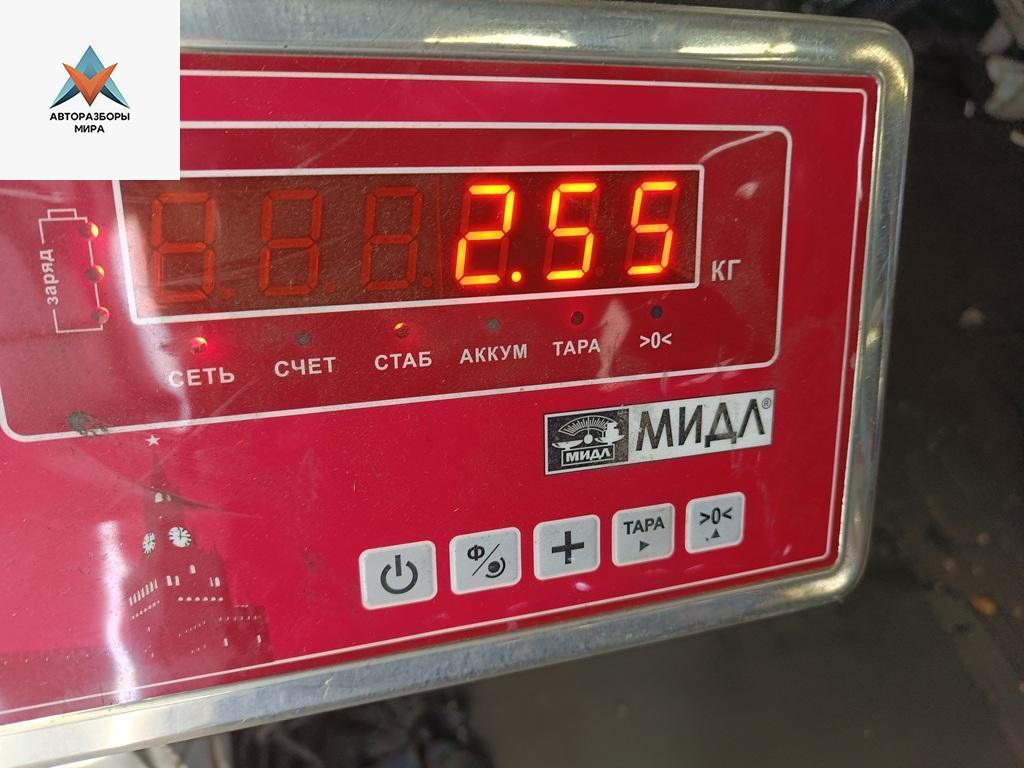 АВТОРАЗБОРЫ
МИРА
заряд
2.55
КГ
СЕТЬ СЧЕТ СТАБ АККУМ ТАРА >0<
МИДЛ МИДЛ®
Ф/ + ТАРА >0<